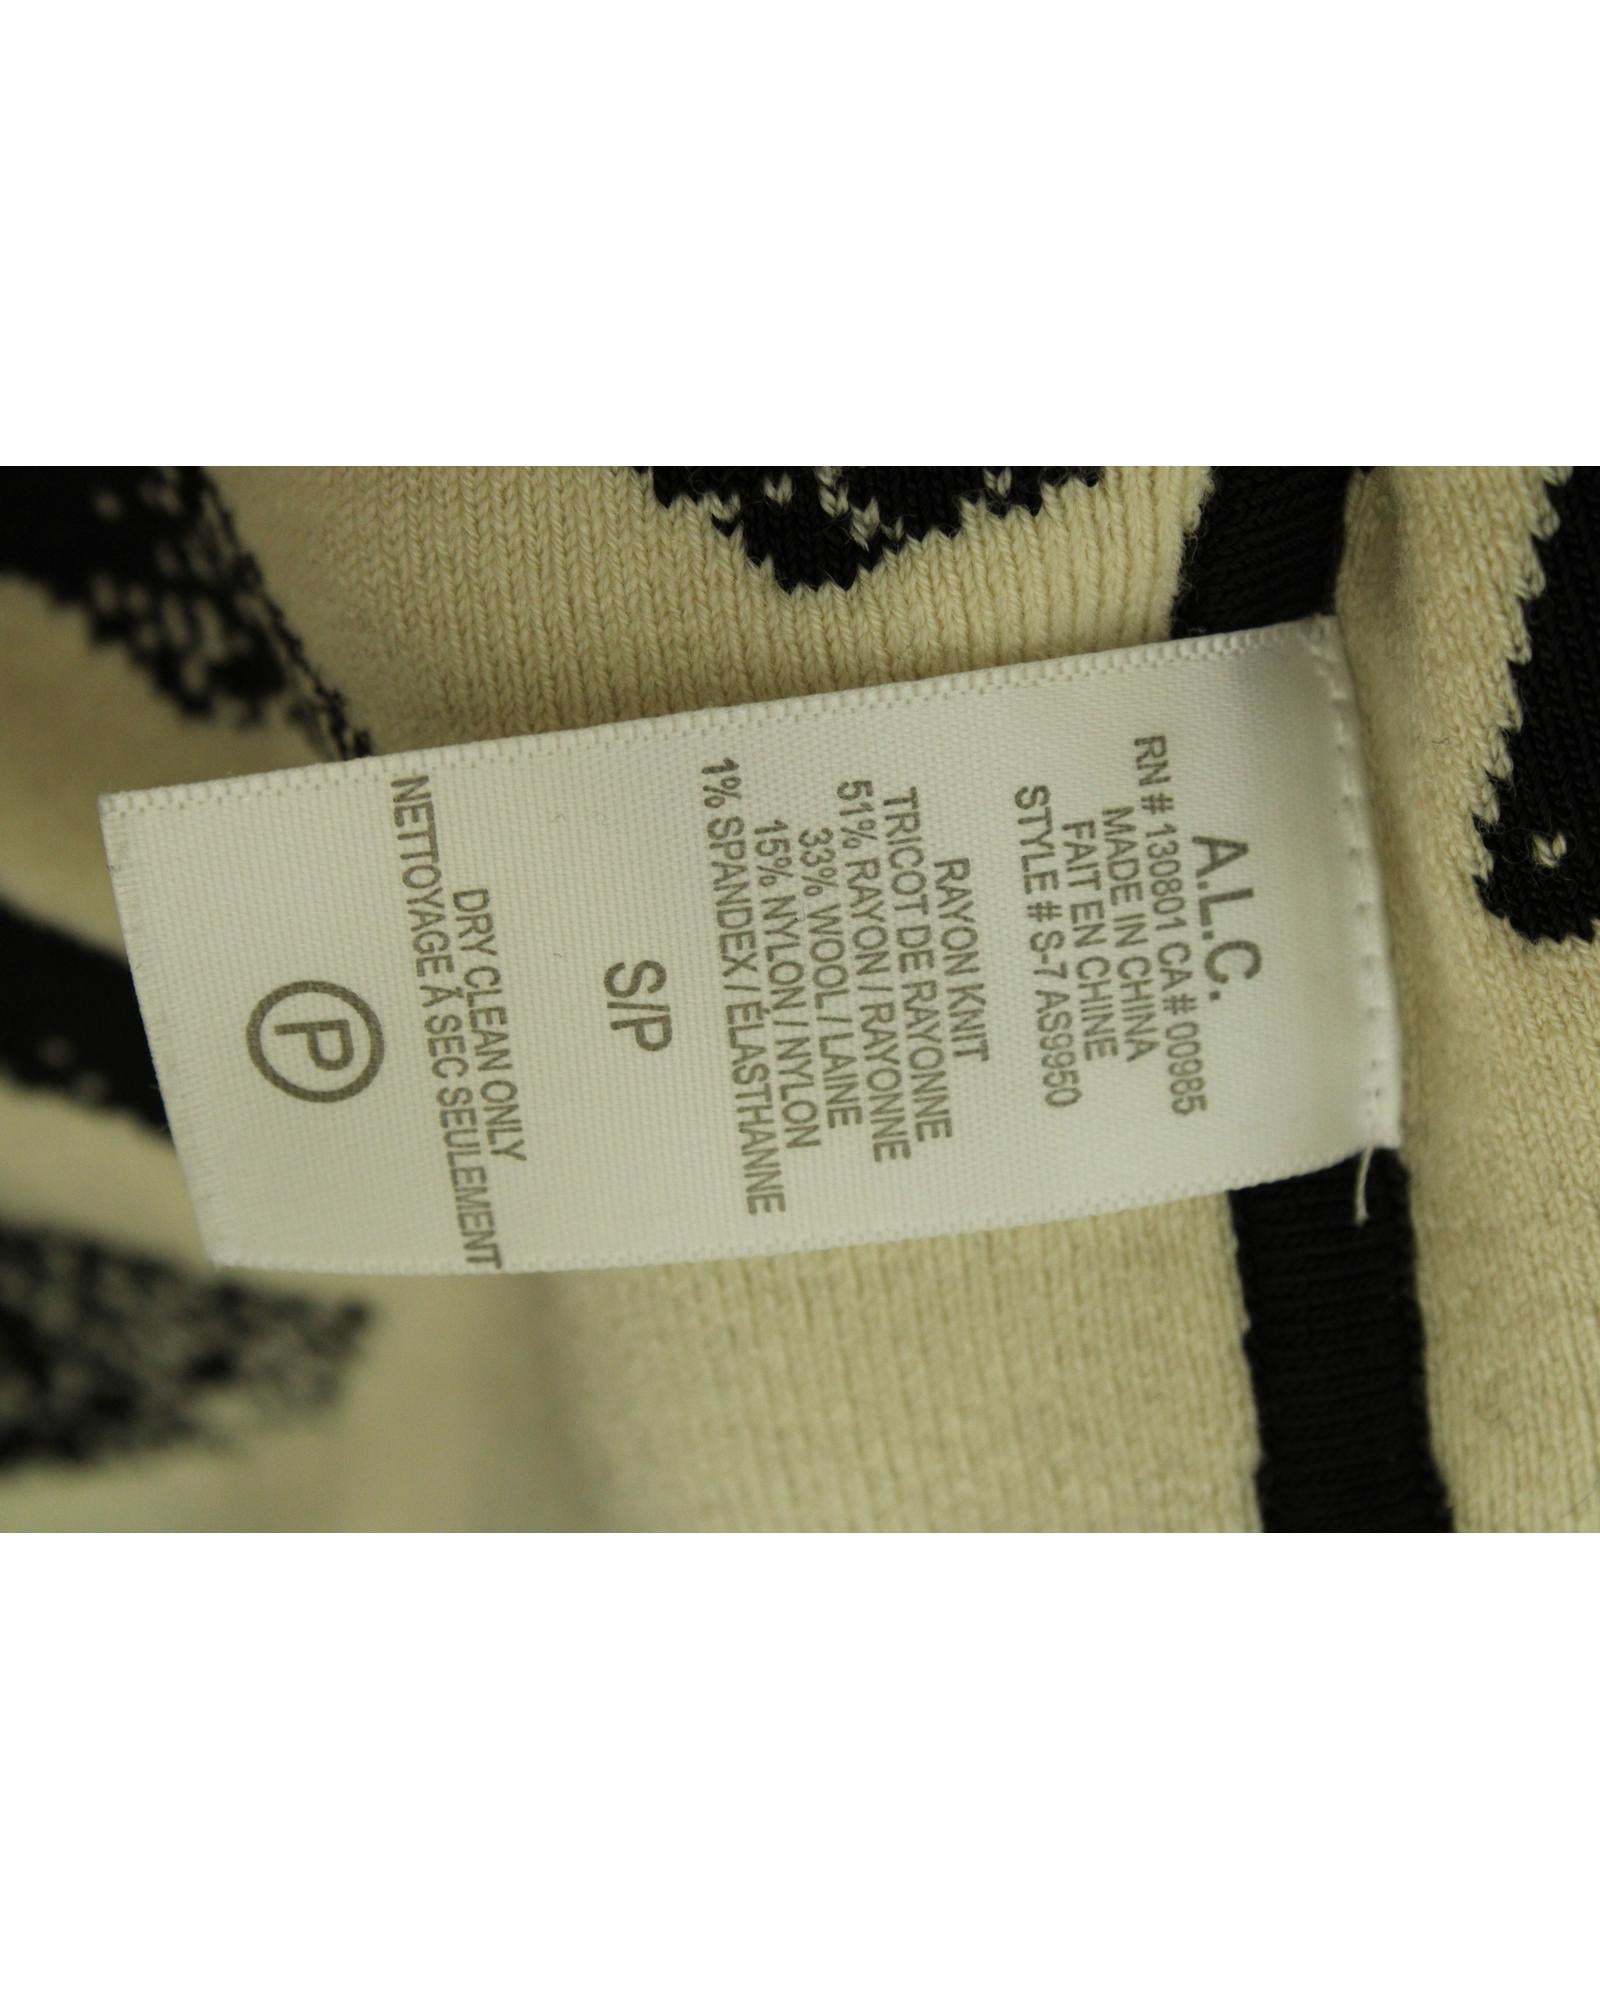 A.L.C.
RN # 130801 CA # 00985
MADE IN CHINA
FAIT EN CHINE
STYLE # S-7 AS9950
RAYON KNIT
TRICOT DE RAYONNE
51% RAYON / RAYONNE
33% WOOL / LAINE
15% NYLON / NYLON
1% SPANDEX / ÉLASTHANNE
S/P
DRY CLEAN ONLY
NETTOYAGE Á SEC SEULEMENT
P